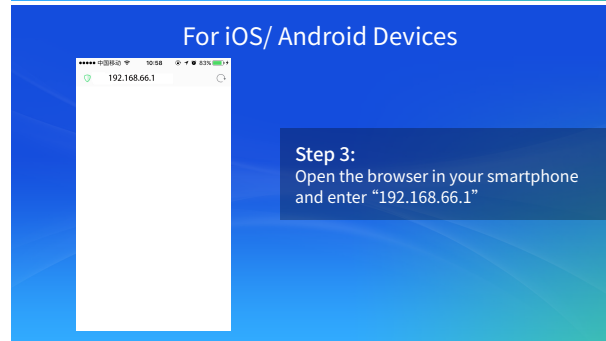 For iOS/ Android Devices
中国移动 10:58 83%
192.168.66.1
Step 3:
Open the browser in your smartphone
and enter “192.168.66.1”